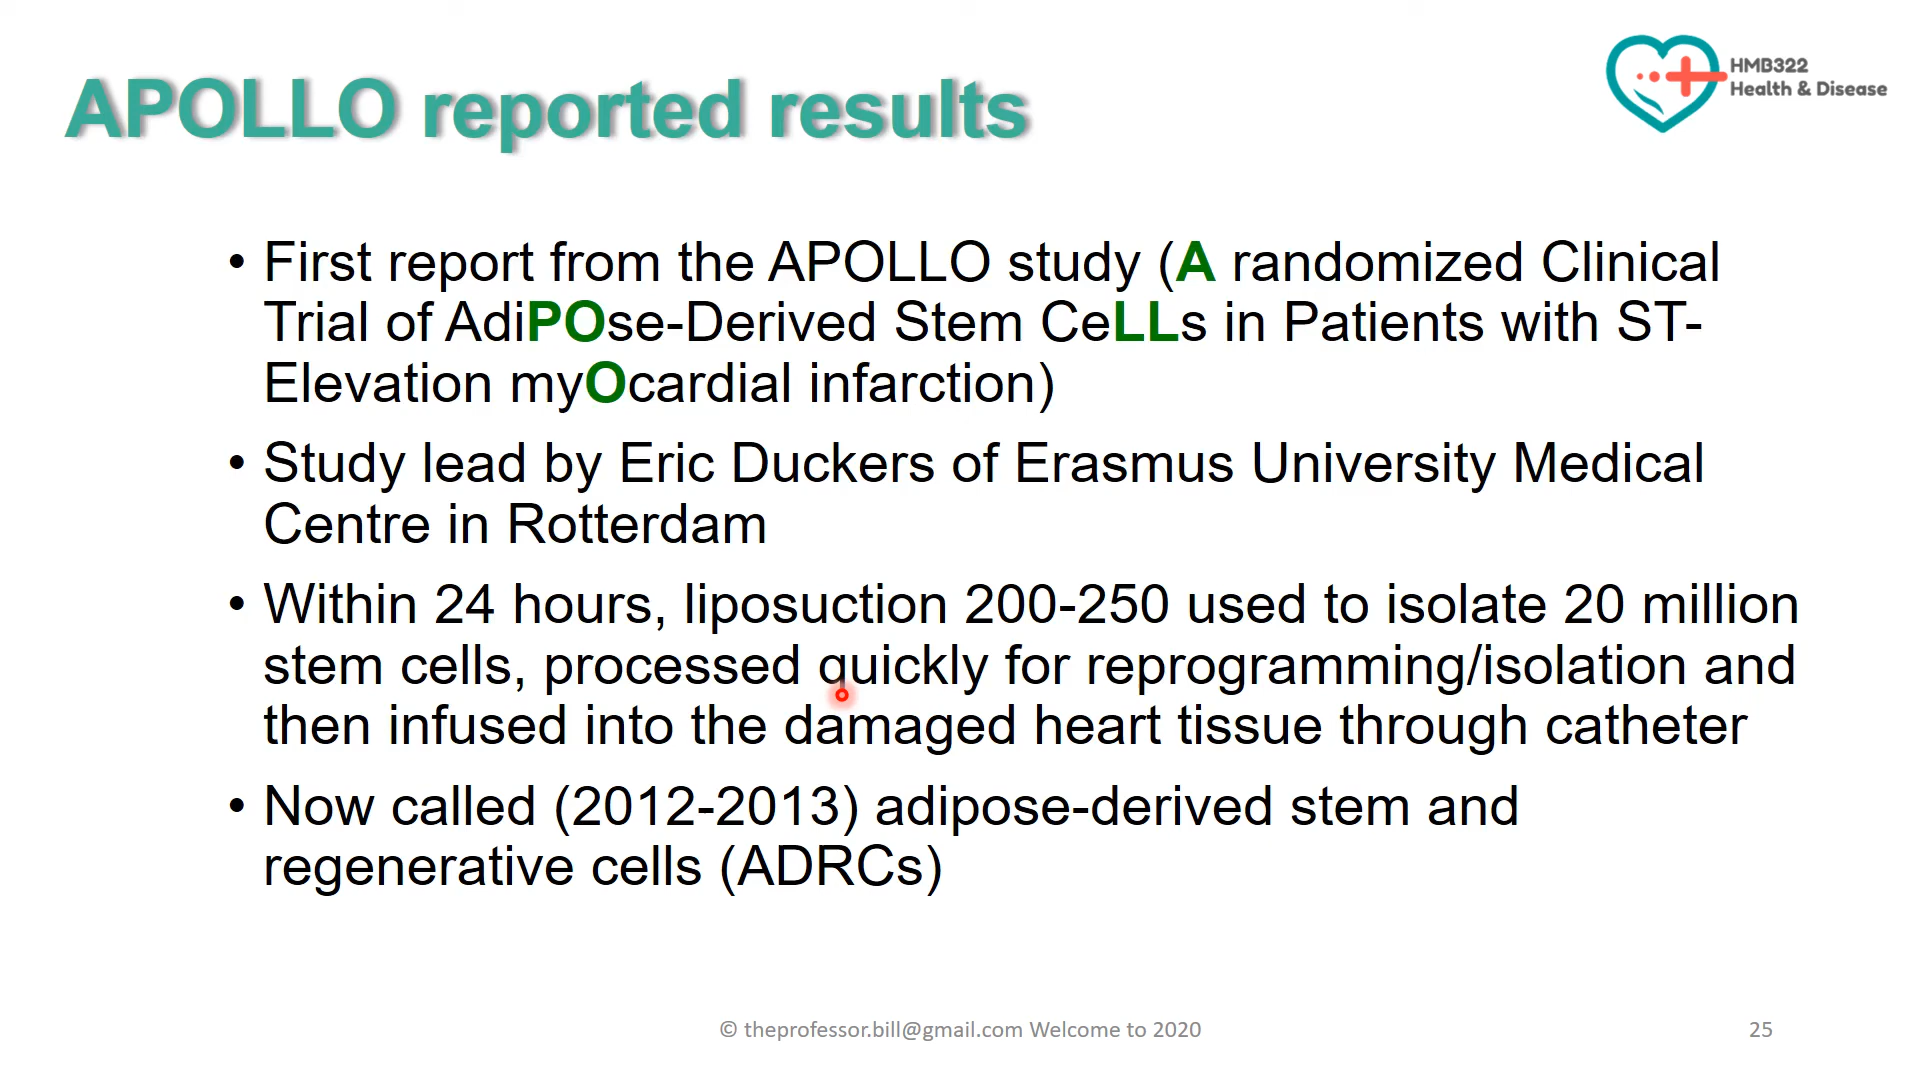 APOLLO reported results
HMB322
Health & Disease
• First report from the APOLLO study (A randomized Clinical
Trial of AdiPOse-Derived Stem CeLLs in Patients with ST-
Elevation myOcardial infarction)
• Study lead by Eric Duckers of Erasmus University Medical
Centre in Rotterdam
• Within 24 hours, liposuction 200-250 used to isolate 20 million
stem cells, processed quickly for reprogramming/isolation and
then infused into the damaged heart tissue through catheter
• Now called (2012-2013) adipose-derived stem and
regenerative cells (ADRCs)
© theprofessor.bill@gmail.com Welcome to 2020
25